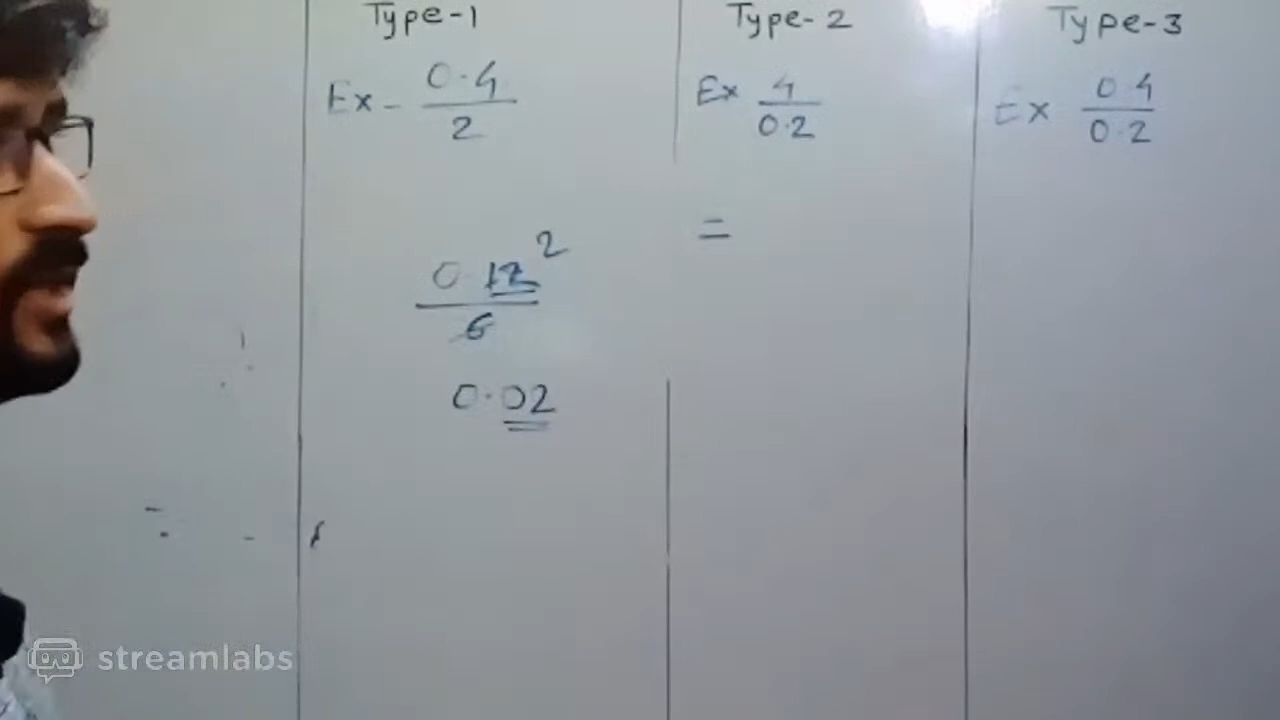 Type-1
Ex - 0.4
2
0.12 2
6
0.02
Type-2
Ex 4
0.2
=
Type-3
Ex 0.4
0.2
streamlabs